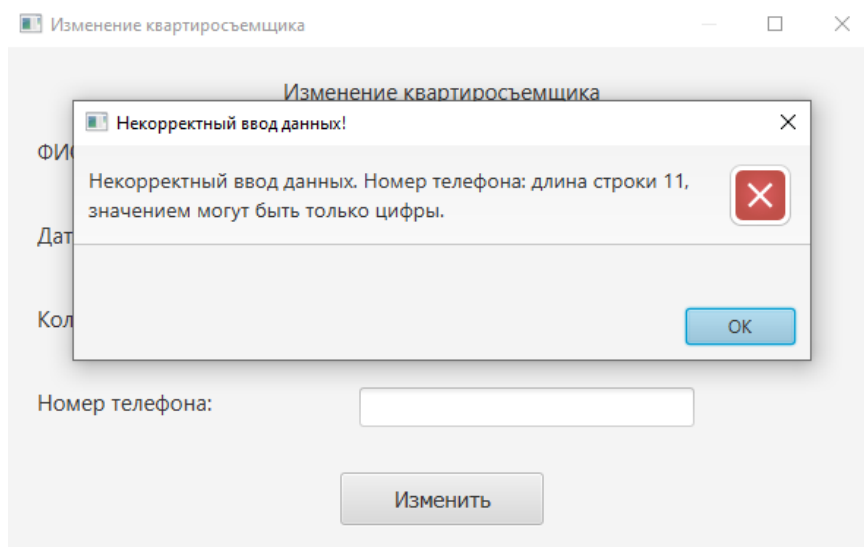 Изменение квартиросъемщика
Изменение квартиросъемщика
Некорректный ввод данных!
Некорректный ввод данных. Номер телефона: длина строки 11,
значением могут быть только цифры.
ОК
Номер телефона:
Изменить